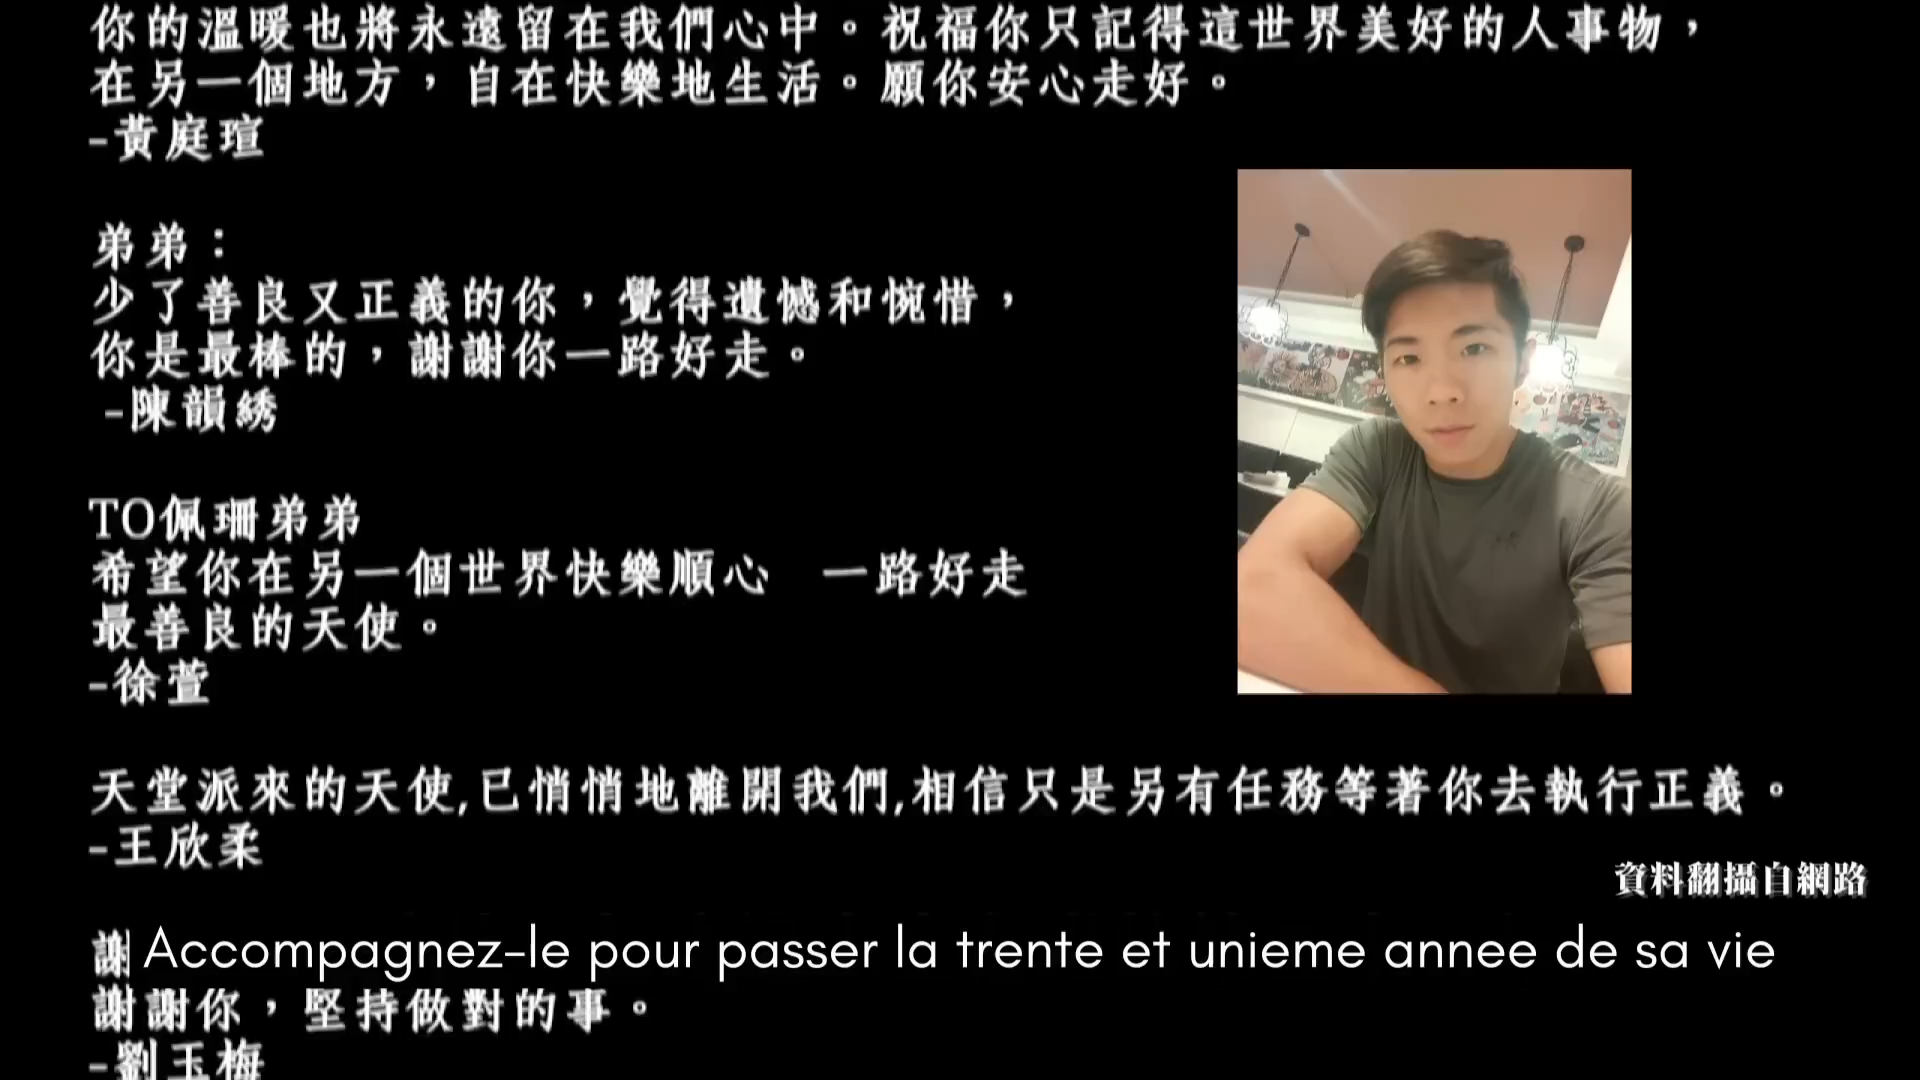 你的溫暖也將永遠留在我們心中。祝福你只記得這世界美好的人事物，
在另一個地方，自在快樂地生活。願你安心走好。
-黃庭瑄
弟弟：
少了善良又正義的你，覺得遺憾和惋惜，
你是最棒的，謝謝你一路好走。
-陳韻綉
TO佩珊弟弟
希望你在另一個世界快樂順心　一路好走
最善良的天使。
-徐萱
天堂派來的天使,已悄悄地離開我們,相信只是另有任務等著你去執行正義。
-王欣柔
資料翻攝自網路
謝
Accompagnez-le pour passer la trente et unieme annee de sa vie
謝謝你，堅持做對的事。
-劉玉梅